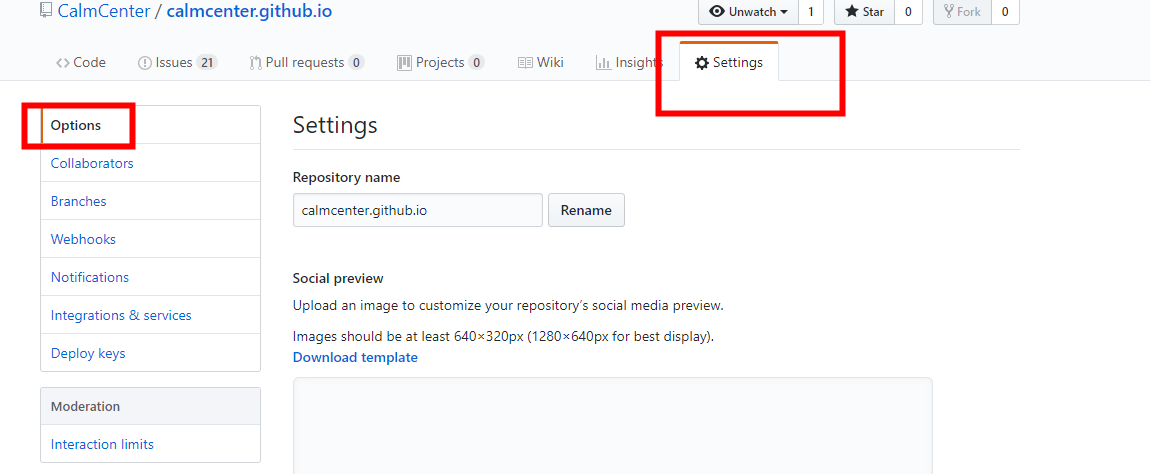 CalmCenter / calmcenter.github.io
Unwatch 1 Star 0 Fork 0
Code Issues 21 Pull requests 0 Projects 0 Wiki Insights Settings
Options
Collaborators
Branches
Webhooks
Notifications
Integrations & services
Deploy keys
Moderation
Interaction limits
Settings
Repository name
calmcenter.github.io Rename
Social preview
Upload an image to customize your repository’s social media preview.
Images should be at least 640×320px (1280×640px for best display).
Download template